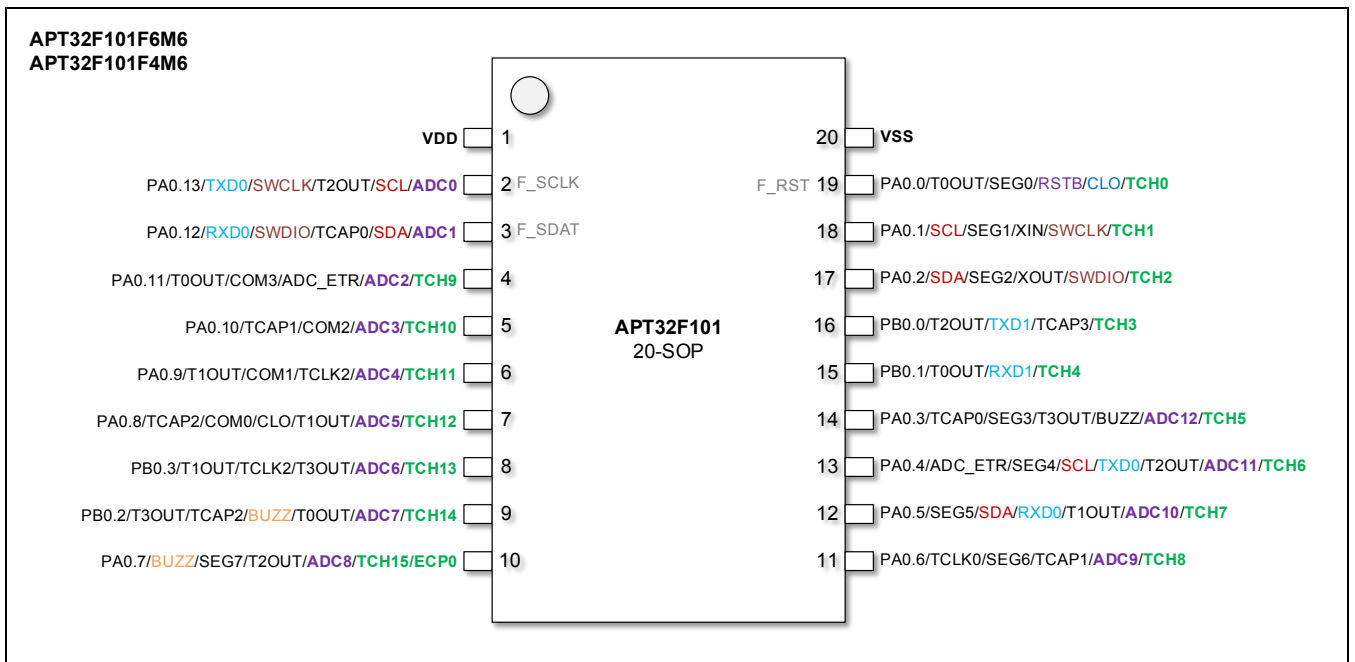 APT32F101F6M6
APT32F101F4M6
VDD 1 20 VSS
PA0.13/TXD0/SWCLK/T2OUT/SCL/ADC0 2 F_SCLK F_RST 19 PA0.0/T0OUT/SEG0/RSTB/CLO/TCH0
PA0.12/RXD0/SWDIO/TCAP0/SDA/ADC1 3 F_SDAT 18 PA0.1/SCL/SEG1/XIN/SWCLK/TCH1
PA0.11/T0OUT/COM3/ADC_ETR/ADC2/TCH9 4 17 PA0.2/SDA/SEG2/XOUT/SWDIO/TCH2
PA0.10/TCAP1/COM2/ADC3/TCH10 5 APT32F101 16 PB0.0/T2OUT/TXD1/TCAP3/TCH3
20-SOP
PA0.9/T1OUT/COM1/TCLK2/ADC4/TCH11 6 15 PB0.1/T0OUT/RXD1/TCH4
PA0.8/TCAP2/COM0/CLO/T1OUT/ADC5/TCH12 7 14 PA0.3/TCAP0/SEG3/T3OUT/BUZZ/ADC12/TCH5
PB0.3/T1OUT/TCLK2/T3OUT/ADC6/TCH13 8 13 PA0.4/ADC_ETR/SEG4/SCL/TXD0/T2OUT/ADC11/TCH6
PB0.2/T3OUT/TCAP2/BUZZ/T0OUT/ADC7/TCH14 9 12 PA0.5/SEG5/SDA/RXD0/T1OUT/ADC10/TCH7
PA0.7/BUZZ/SEG7/T2OUT/ADC8/TCH15/ECP0 10 11 PA0.6/TCLK0/SEG6/TCAP1/ADC9/TCH8